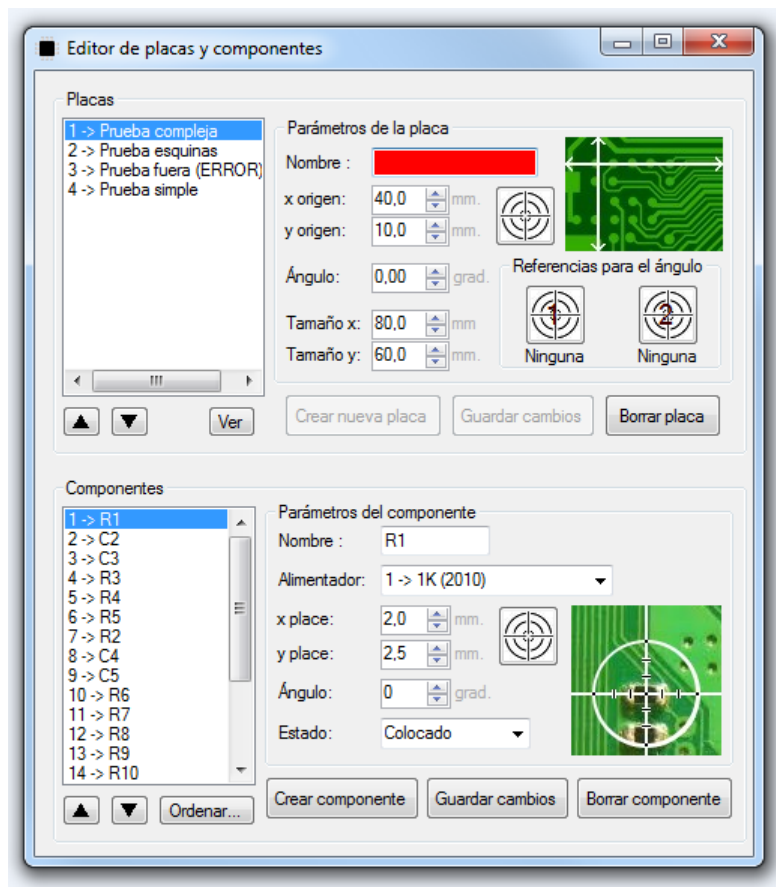 Editor de placas y componentes
Placas
1 -> Prueba compleja
2 -> Prueba esquinas
3 -> Prueba fuera (ERROR)
4 -> Prueba simple
Ver
Parámetros de la placa
Nombre :
x origen: 40,0 mm.
y origen: 10,0 mm.
Ángulo: 0,00 grad.
Tamaño x: 80,0 mm
Tamaño y: 60,0 mm.
Referencias para el ángulo
1 2
Ninguna Ninguna
Crear nueva placa Guardar cambios Borrar placa
Componentes
1 -> R1
2 -> C2
3 -> C3
4 -> R3
5 -> R4
6 -> R5
7 -> R2
8 -> C4
9 -> C5
10 -> R6
11 -> R7
12 -> R8
13 -> R9
14 -> R10
Ordenar...
Parámetros del componente
Nombre : R1
Alimentador: 1 -> 1K (2010)
x place: 2,0 mm.
y place: 2,5 mm.
Ángulo: 0 grad.
Estado: Colocado
Crear componente Guardar cambios Borrar componente